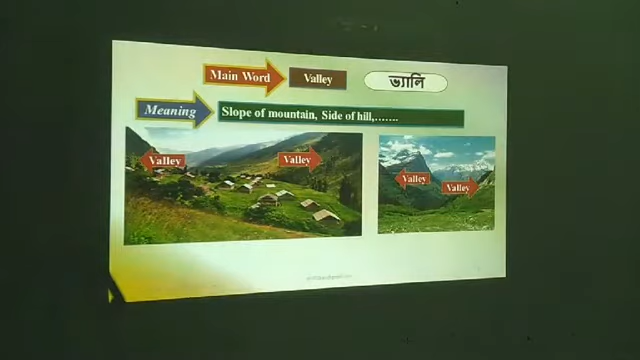 Main Word Valley ভ্যালি
Meaning Slope of mountain, Side of hill,.......
Valley Valley Valley
Valley